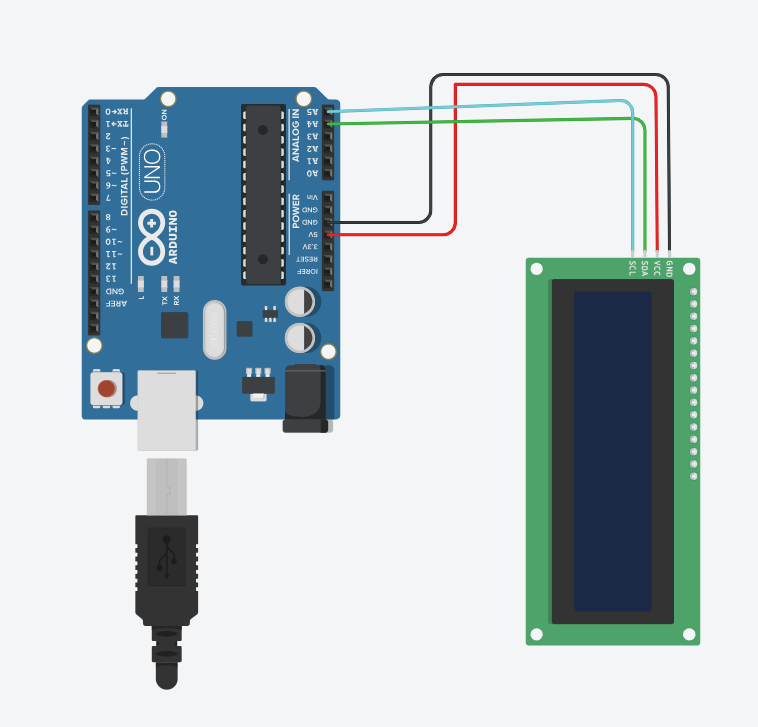 RX←0
TX→1
2
~3
4
~5
~6
7
DIGITAL (PWM~)
8
~9
~10
~11
12
13
GND
AREF
ON
UNO
ARDUINO
L
TX
RX
ANALOG IN
A5
A4
A3
A2
A1
A0
POWER
Vin
GND
GND
5V
3.3V
RESET
IOREF
SCL
SDA
VCC
GND